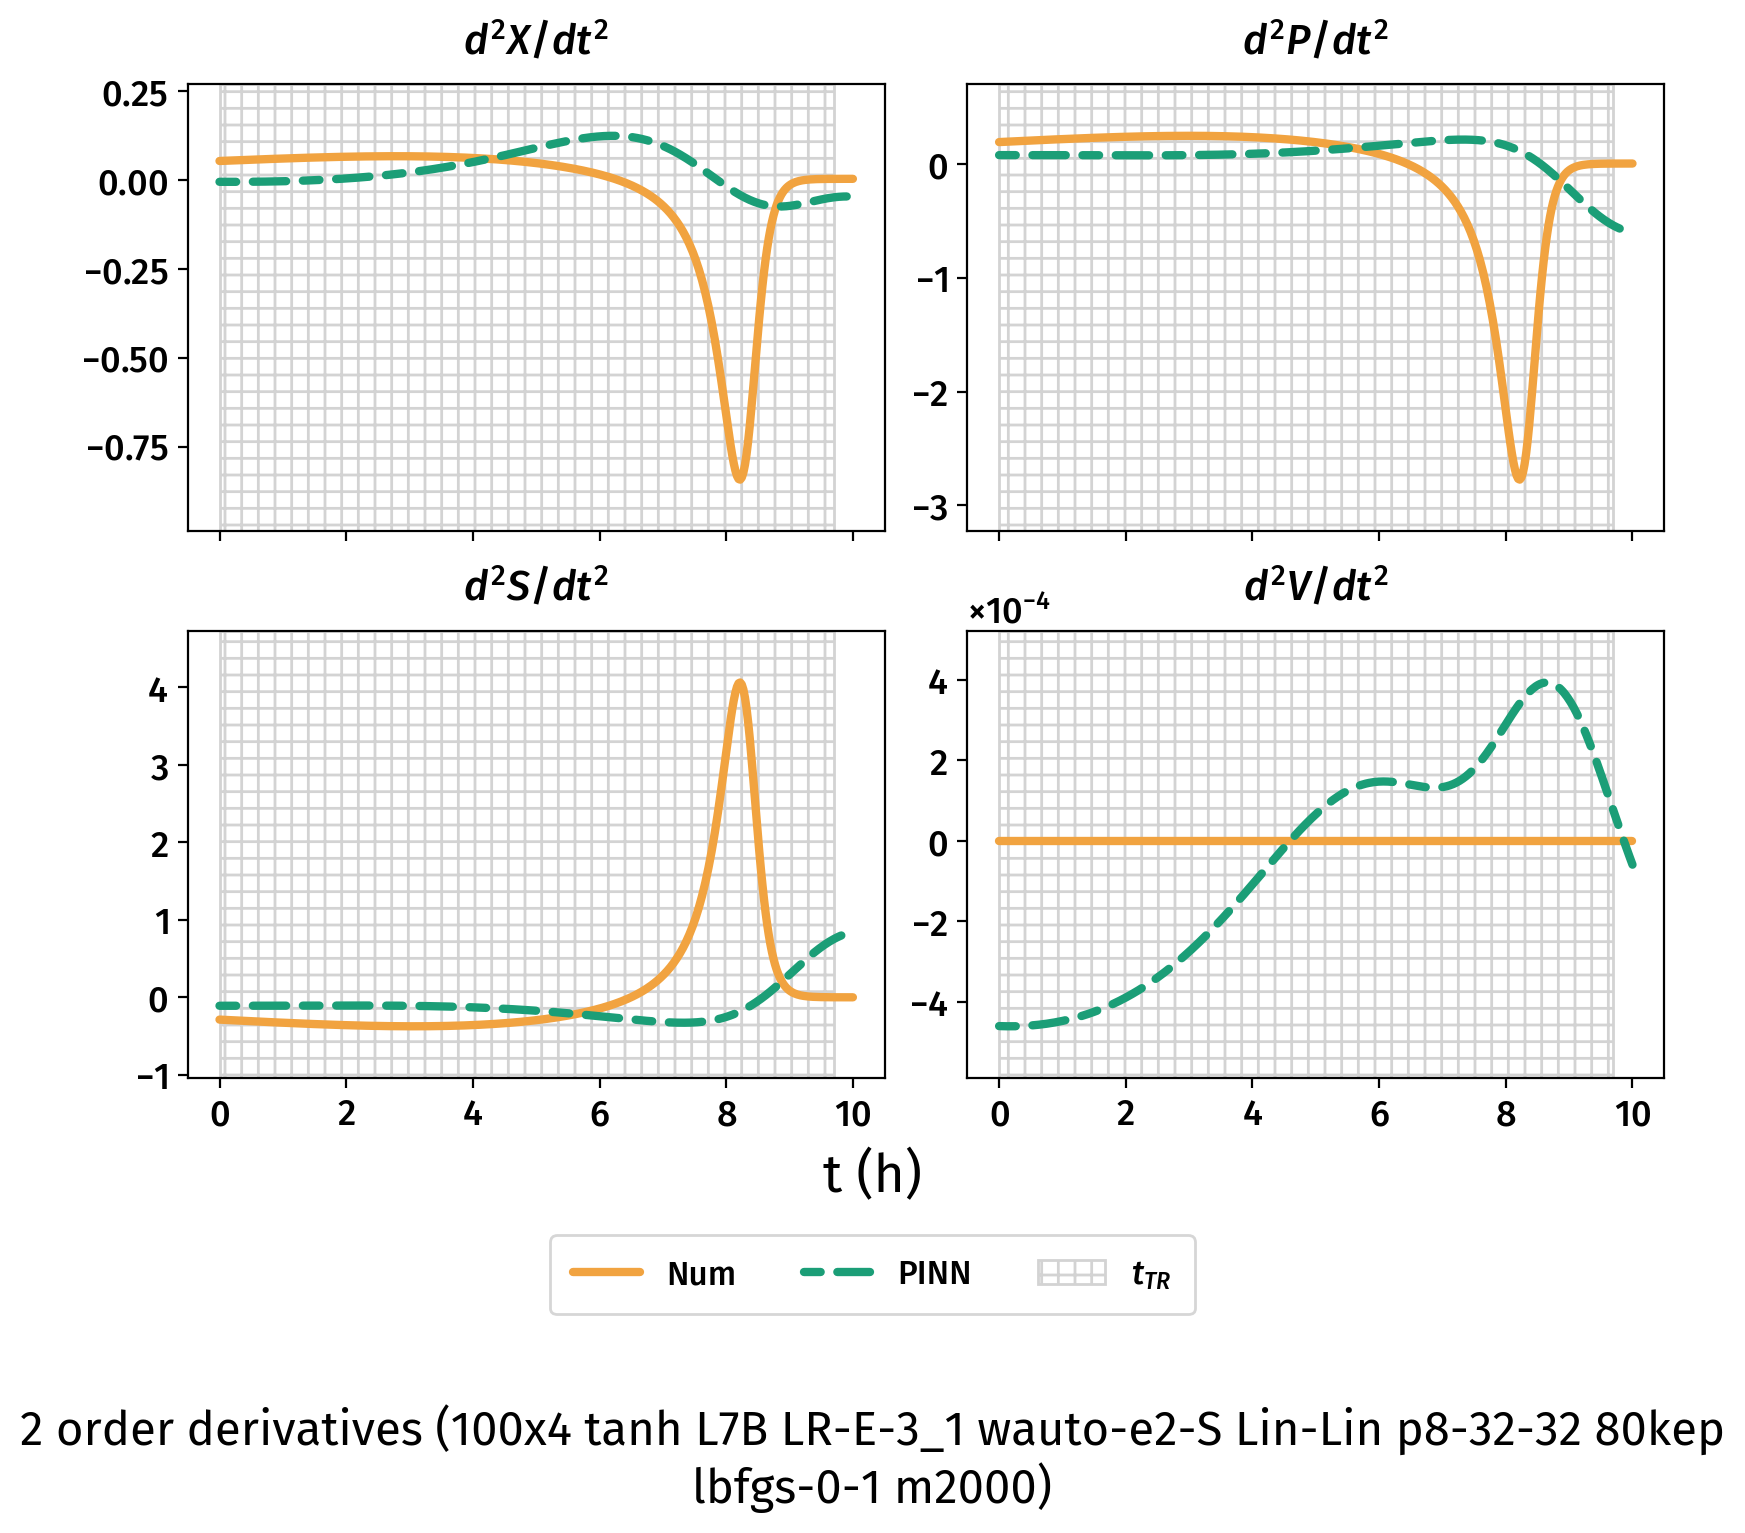 d²X/dt²
d²P/dt²
0.25
0.00
−0.25
−0.50
−0.75
0
−1
−2
−3
d²S/dt²
d²V/dt²
×10⁻⁴
4
3
2
1
0
−1
4
2
0
−2
−4
0 2 4 6 8 10
0 2 4 6 8 10
t (h)
Num PINN t_TR
2 order derivatives (100x4 tanh L7B LR-E-3_1 wauto-e2-S Lin-Lin p8-32-32 80kep
lbfgs-0-1 m2000)